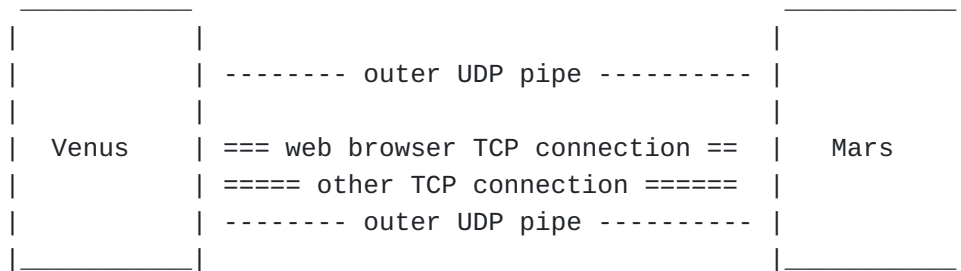 -------- outer UDP pipe ----------
Venus === web browser TCP connection == Mars
===== other TCP connection ======
-------- outer UDP pipe ----------